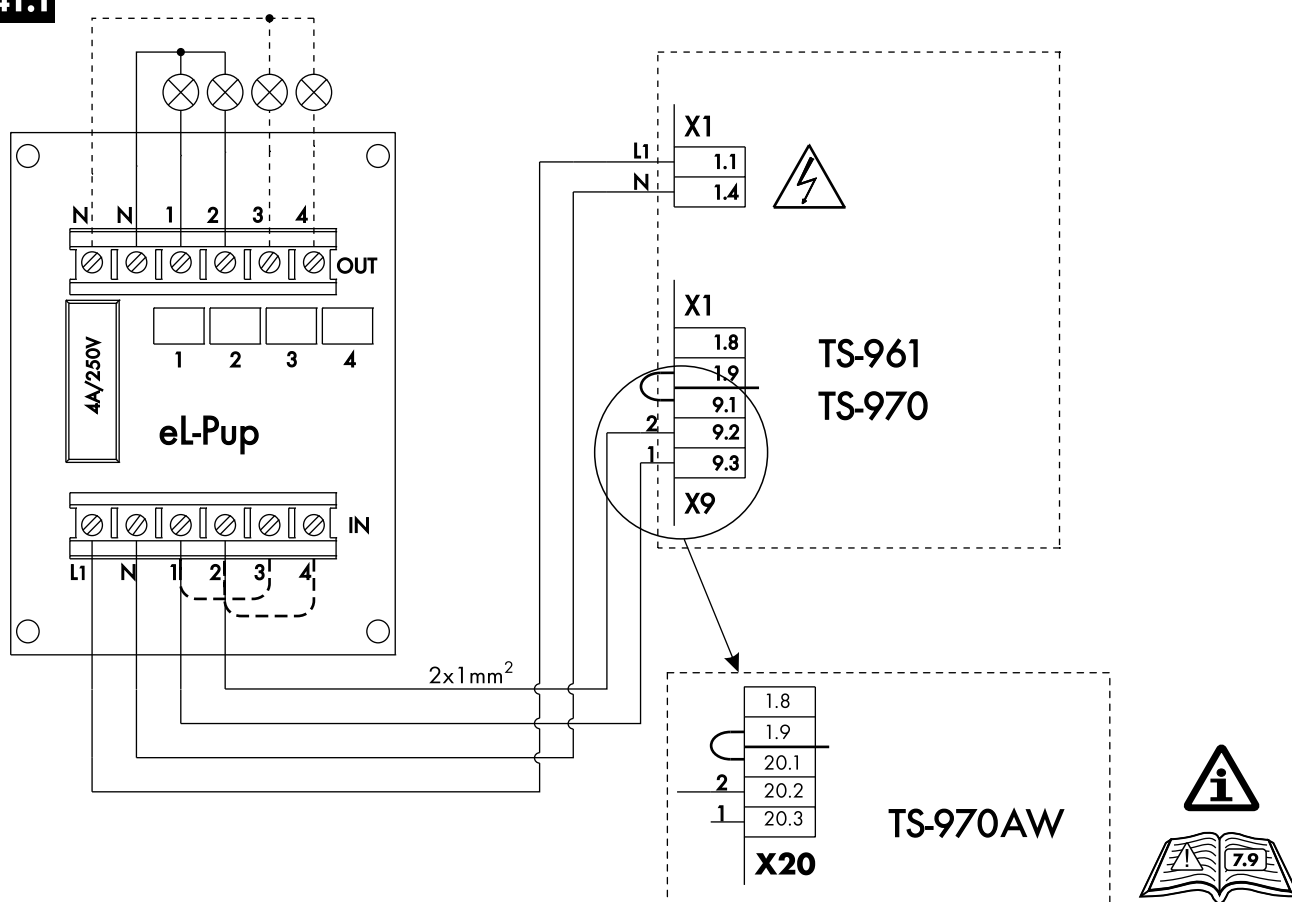 41.1
N N 1 2 3 4
OUT
1 2 3 4
4A/250V
eL-Pup
IN
L1 N 1 2 3 4
2x1mm²
X1
L1 1.1
N 1.4
X1
1.8
1.9
9.1
2 9.2
1 9.3
X9
TS-961
TS-970
1.8
1.9
20.1
2 20.2
1 20.3
X20
TS-970AW
i
! 7.9